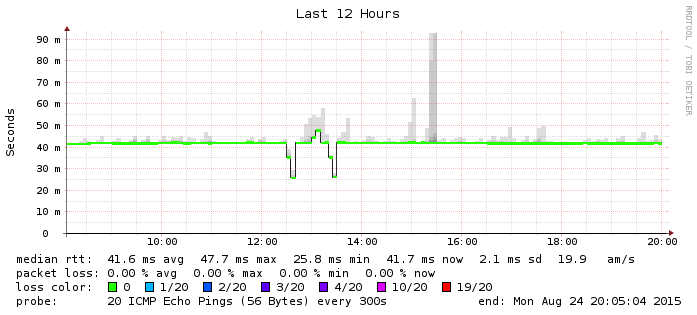 Last 12 Hours
RRDTOOL / TOBI OETIKER
Seconds
90 m
80 m
70 m
60 m
50 m
40 m
30 m
20 m
10 m
0
10:00 12:00 14:00 16:00 18:00 20:00
median rtt: 41.6 ms avg 47.7 ms max 25.8 ms min 41.7 ms now 2.1 ms sd 19.9 am/s
packet loss: 0.00 % avg 0.00 % max 0.00 % min 0.00 % now
loss color: 0 1/20 2/20 3/20 4/20 10/20 19/20
probe: 20 ICMP Echo Pings (56 Bytes) every 300s end: Mon Aug 24 20:05:04 2015